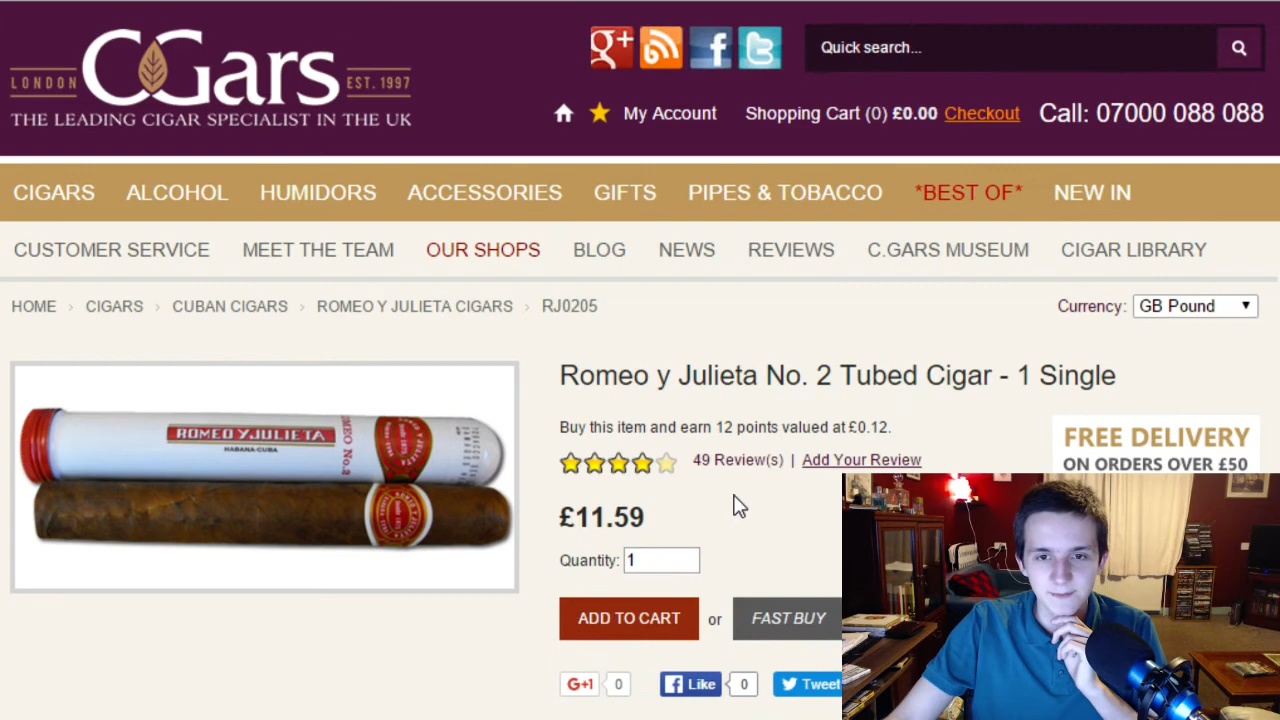 CGars
LONDON EST. 1997
THE LEADING CIGAR SPECIALIST IN THE UK
g+ f t
Quick search...
My Account Shopping Cart (0) £0.00 Checkout Call: 07000 088 088
CIGARS ALCOHOL HUMIDORS ACCESSORIES GIFTS PIPES & TOBACCO *BEST OF* NEW IN
CUSTOMER SERVICE MEET THE TEAM OUR SHOPS BLOG NEWS REVIEWS C.GARS MUSEUM CIGAR LIBRARY
HOME › CIGARS › CUBAN CIGARS › ROMEO Y JULIETA CIGARS › RJ0205
Currency: GB Pound
Romeo y Julieta No. 2 Tubed Cigar - 1 Single
ROMEO Y JULIETA
HABANA-CUBA
ROMEO Y JULIETA
No.2
Buy this item and earn 12 points valued at £0.12.
FREE DELIVERY
ON ORDERS OVER £50
49 Review(s) | Add Your Review
£11.59
Quantity: 1
ADD TO CART or FAST BUY
G+1 0 f Like 0 Tweet